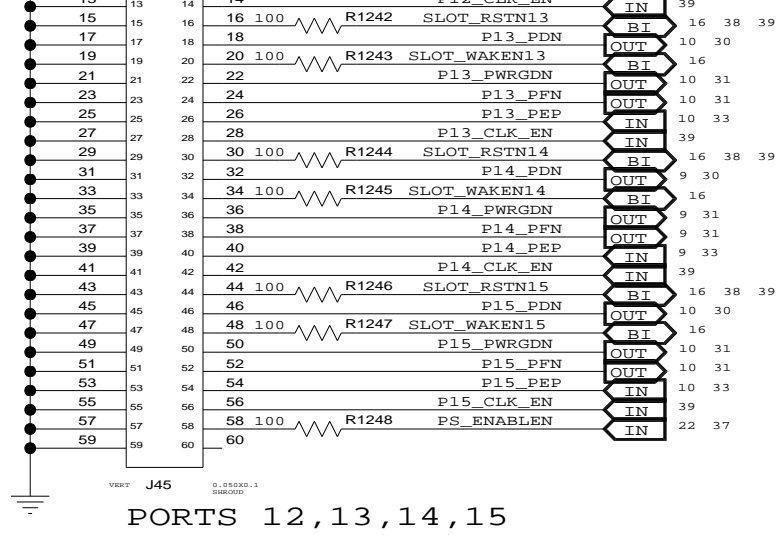 13 14 P12_CLK_EN IN 39
15 15 16 16 100 R1242 SLOT_RSTN13 BI 16 38 39
17 17 18 18 P13_PDN OUT 10 30
19 19 20 20 100 R1243 SLOT_WAKEN13 BI 16
21 21 22 22 P13_PWRGDN OUT 10 31
23 23 24 24 P13_PFN OUT 10 31
25 25 26 26 P13_PEP IN 10 33
27 27 28 28 P13_CLK_EN IN 39
29 29 30 30 100 R1244 SLOT_RSTN14 BI 16 38 39
31 31 32 32 P14_PDN OUT 9 30
33 33 34 34 100 R1245 SLOT_WAKEN14 BI 16
35 35 36 36 P14_PWRGDN OUT 9 31
37 37 38 38 P14_PFN OUT 9 31
39 39 40 40 P14_PEP IN 9 33
41 41 42 42 P14_CLK_EN IN 39
43 43 44 44 100 R1246 SLOT_RSTN15 BI 16 38 39
45 45 46 46 P15_PDN OUT 10 30
47 47 48 48 100 R1247 SLOT_WAKEN15 BI 16
49 49 50 50 P15_PWRGDN OUT 10 31
51 51 52 52 P15_PFN OUT 10 31
53 53 54 54 P15_PEP IN 10 33
55 55 56 56 P15_CLK_EN IN 39
57 57 58 58 100 R1248 PS_ENABLEN IN 22 37
59 59 60 60
VERT J45 0.050X0.1
SHROUD
PORTS 12,13,14,15